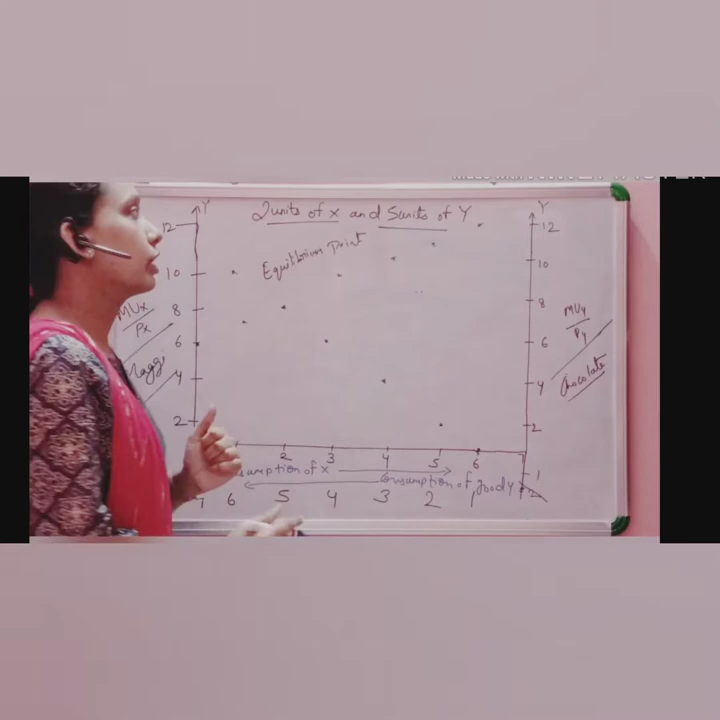 2units of x and 5units of Y
Equilibrium Point
Y
12
10
8
6
4
2
MUx
Px
Maggi
Y
12
10
8
6
4
2
1
MUy
Py
Chocolate
2 3 4 5 6
of x
Consumption of good y
7 6 5 4 3 2 1